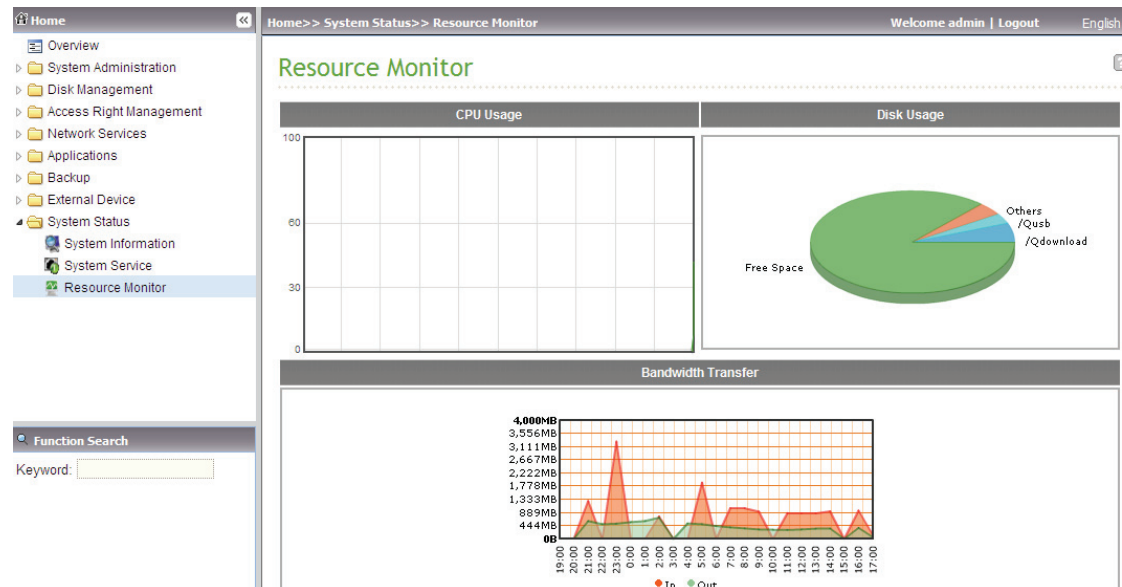 Home
Home>> System Status>> Resource Monitor
Welcome admin | Logout
English
Overview
System Administration
Disk Management
Access Right Management
Network Services
Applications
Backup
External Device
System Status
System Information
System Service
Resource Monitor
Function Search
Keyword:
Resource Monitor
CPU Usage
100
60
30
0
Disk Usage
Others
/Qusb
/Qdownload
Free Space
Bandwidth Transfer
4,000MB
3,556MB
3,111MB
2,667MB
2,222MB
1,778MB
1,333MB
889MB
444MB
0B
19:00
20:00
21:00
22:00
23:00
0:00
1:00
2:00
3:00
4:00
5:00
6:00
7:00
8:00
9:00
10:00
11:00
12:00
13:00
14:00
15:00
16:00
17:00
In
Out